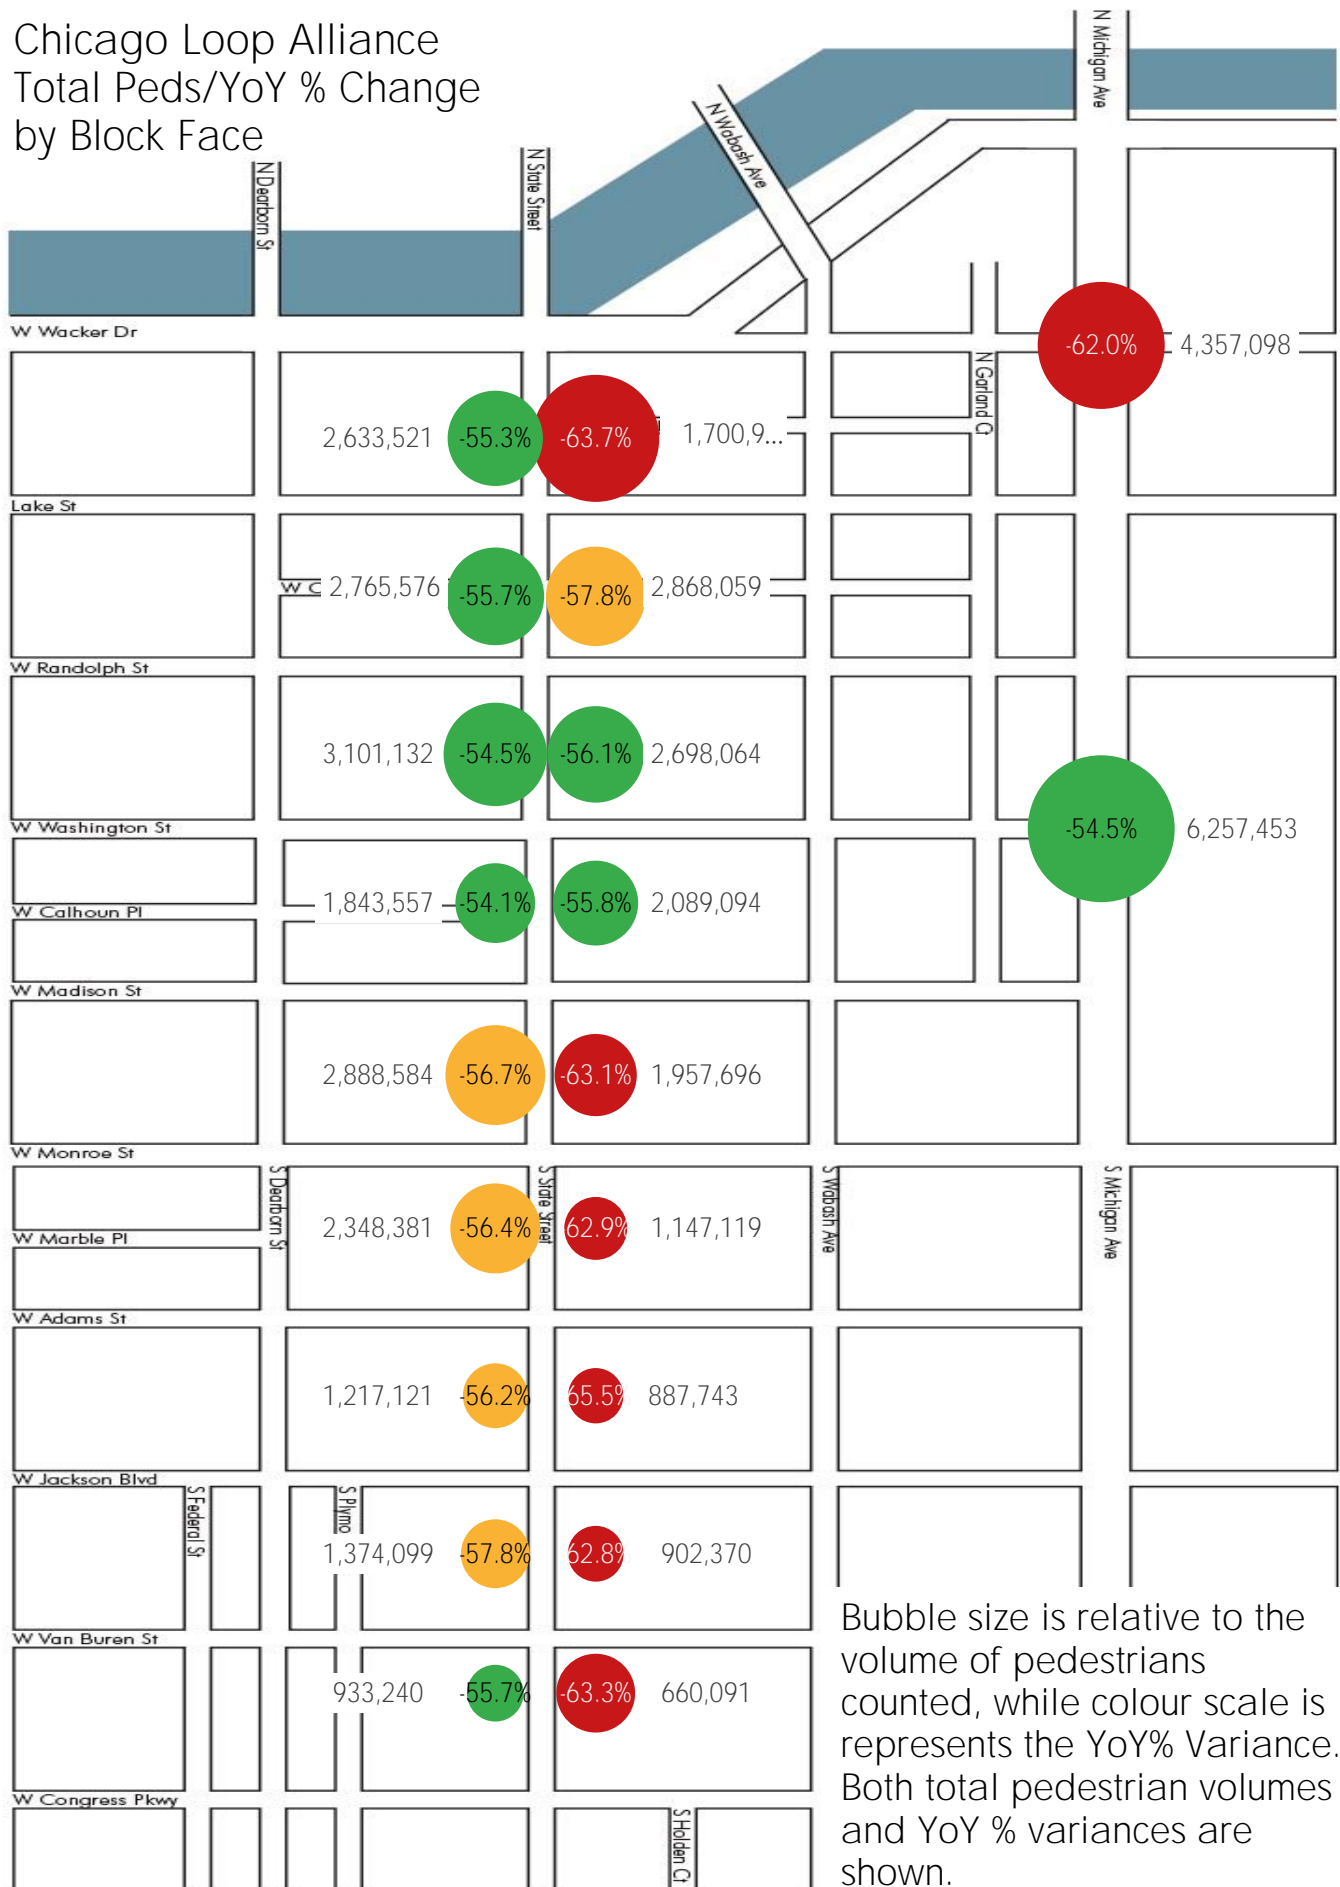 Chicago Loop Alliance
Total Peds/YoY % Change
by Block Face
N Michigan Ave
N Wabash Ave
N State Street
N Dearborn St
W Wacker Dr
-62.0% 4,357,098
N Garland Ct
2,633,521 -55.3% -63.7% 1,700,9...
Lake St
W C 2,765,576 -55.7% -57.8% 2,868,059
W Randolph St
3,101,132 -54.5% -56.1% 2,698,064
W Washington St
-54.5% 6,257,453
1,843,557 -54.1% -55.8% 2,089,094
W Calhoun Pl
W Madison St
2,888,584 -56.7% -63.1% 1,957,696
W Monroe St
S Dearborn St
S State Street
S Wabash Ave
S Michigan Ave
2,348,381 -56.4% -62.9% 1,147,119
W Marble Pl
W Adams St
1,217,121 -56.2% 65.5% 887,743
W Jackson Blvd
S Federal St
S Plymo
1,374,099 -57.8% 62.8% 902,370
W Van Buren St
933,240 -55.7% -63.3% 660,091
W Congress Pkwy
S Holden Ct
Bubble size is relative to the
volume of pedestrians
counted, while colour scale is
represents the YoY% Variance.
Both total pedestrian volumes
and YoY % variances are
shown.